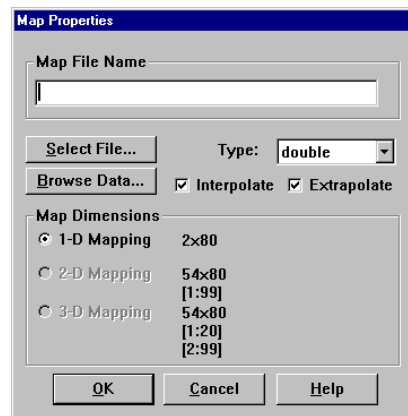 Map Properties
Map File Name
Select File...
Type: double
Browse Data...
Interpolate Extrapolate
Map Dimensions
1-D Mapping 2x80
2-D Mapping 54x80
[1:99]
3-D Mapping 54x80
[1:20]
[2:99]
OK Cancel Help